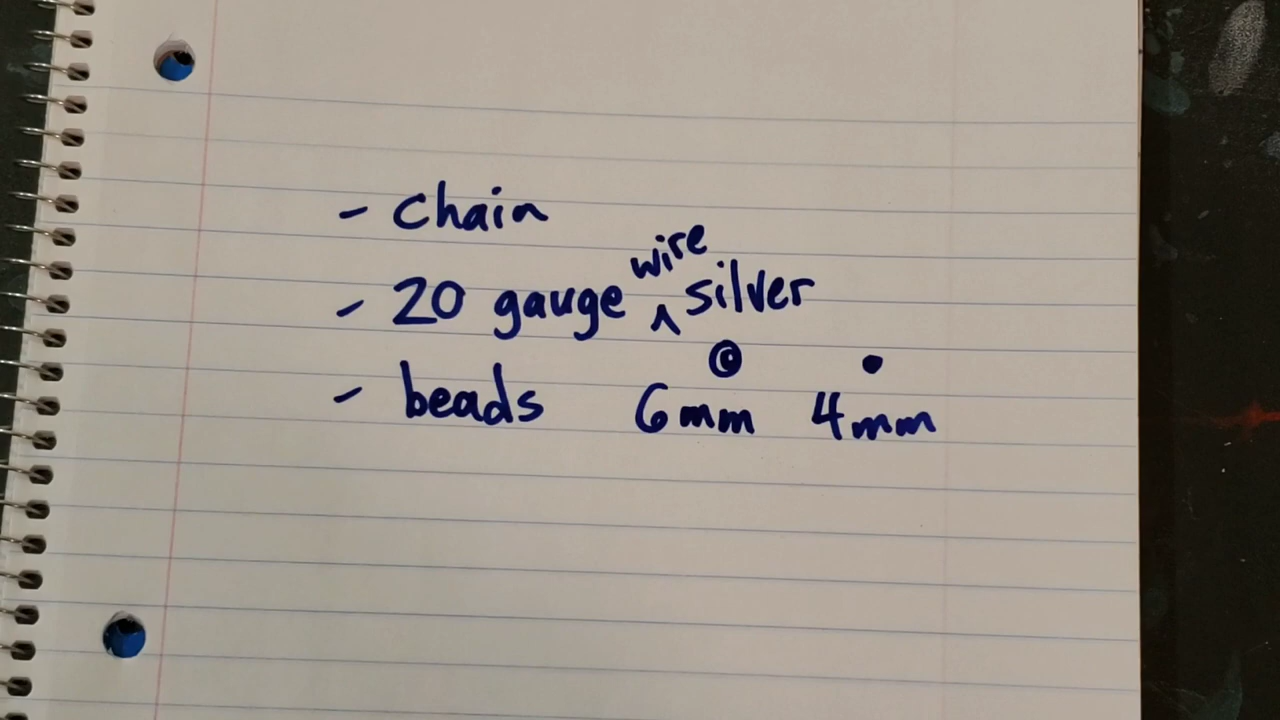 - chain
- 20 gauge wire silver
- beads 6mm 4mm